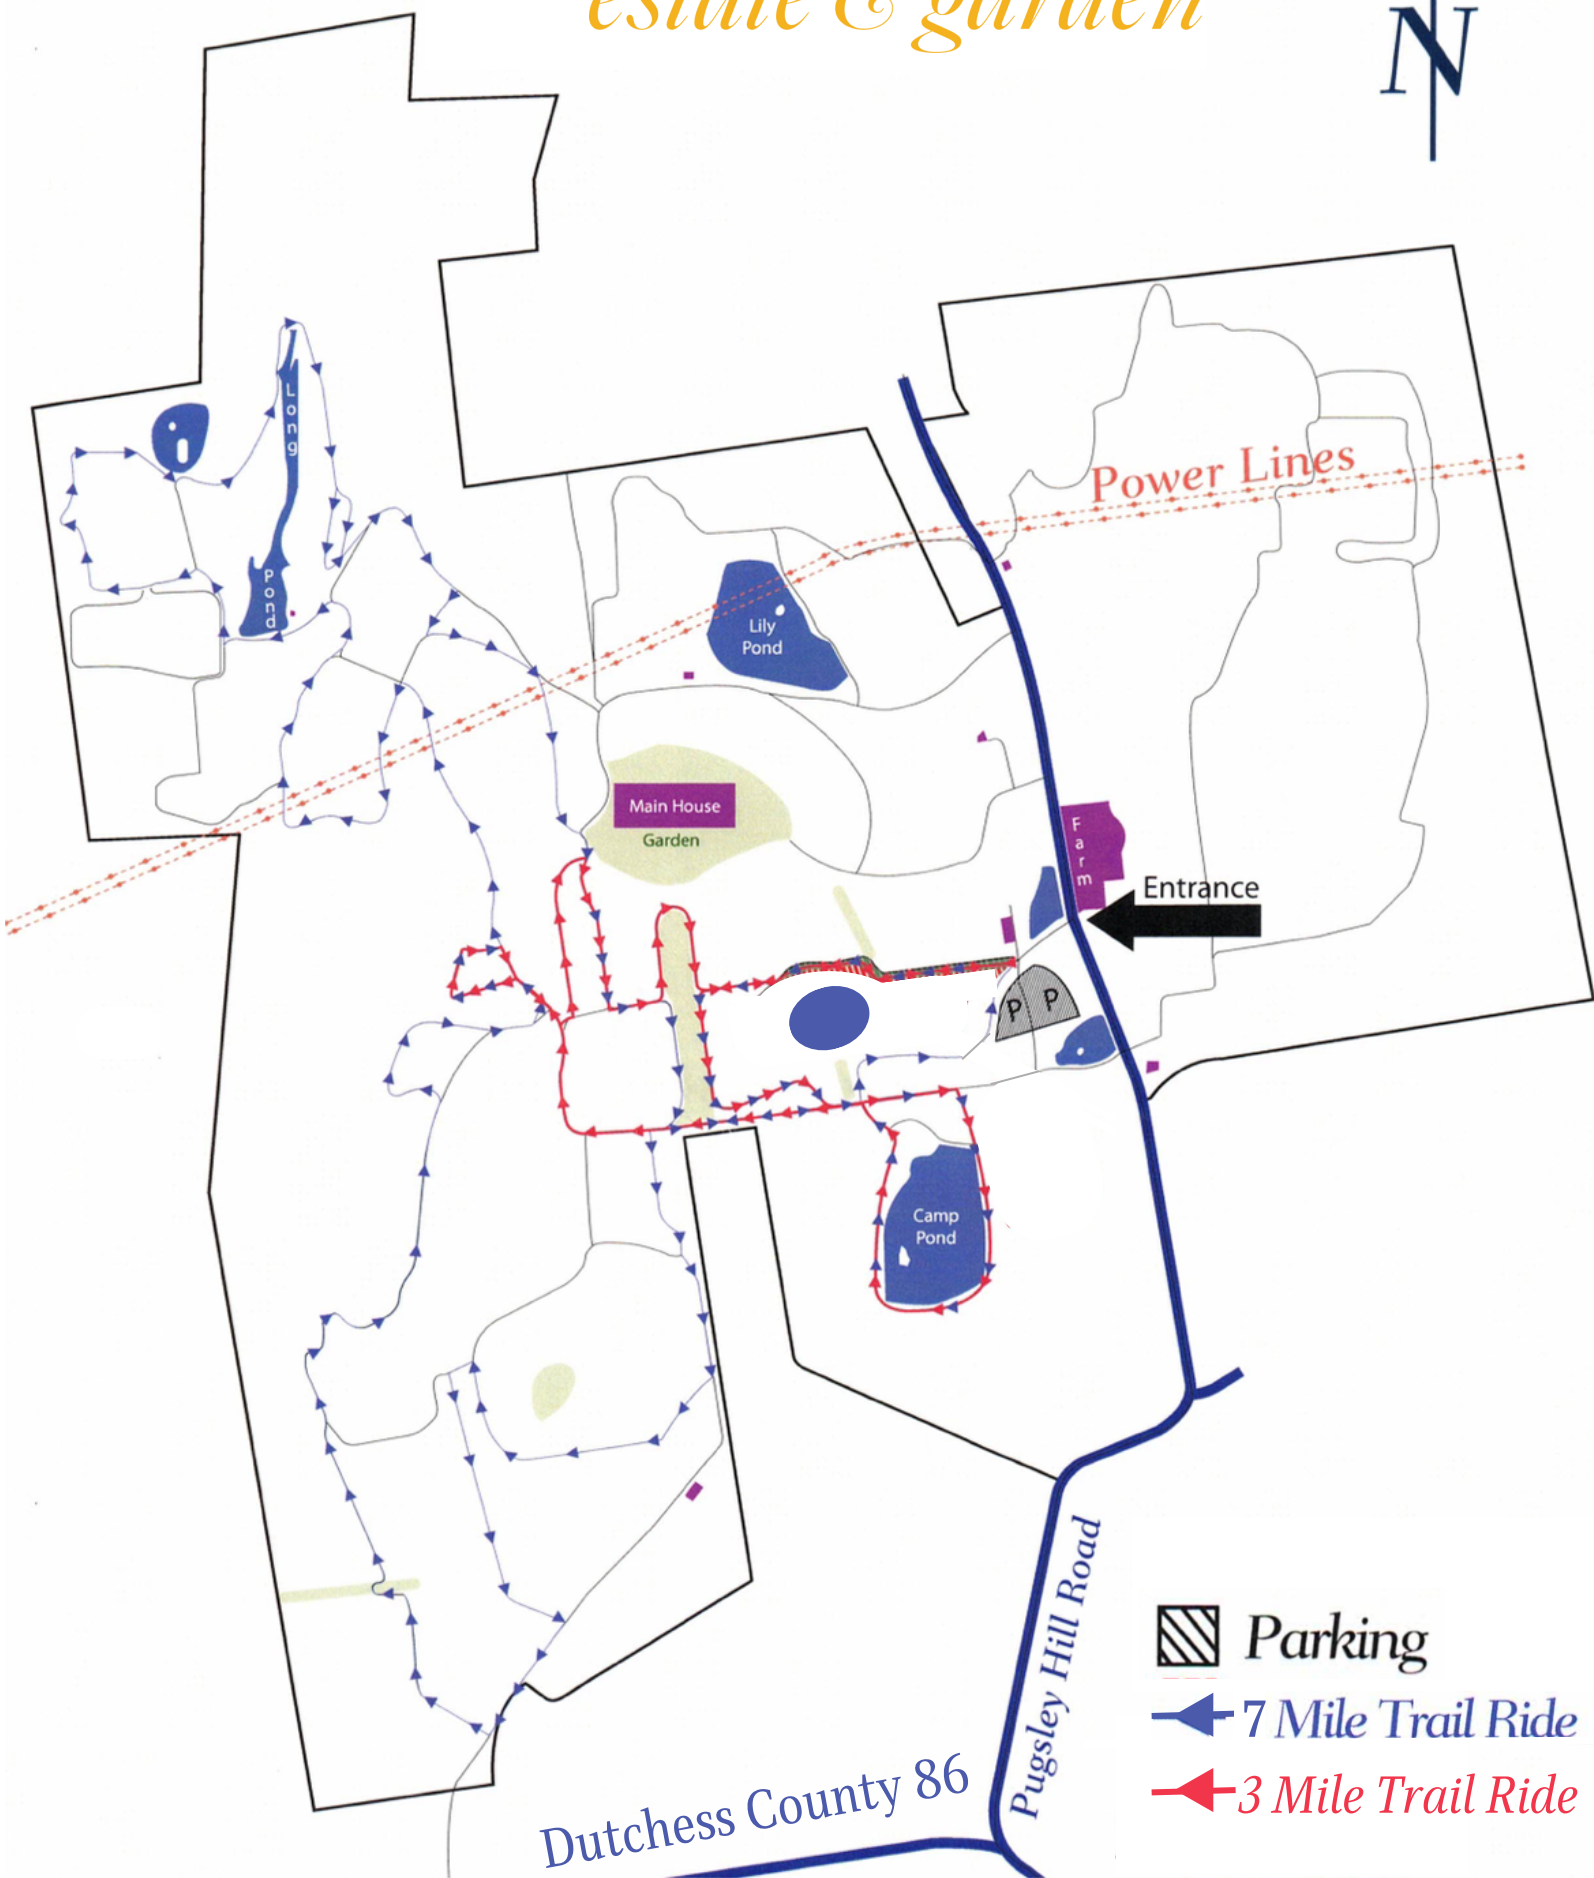 estate & garden
N
Long
Pond
Power Lines
Lily
Pond
Main House
Garden
Farm
Entrance
P P
Camp
Pond
Pugsley Hill Road
Parking
7 Mile Trail Ride
3 Mile Trail Ride
Dutchess County 86